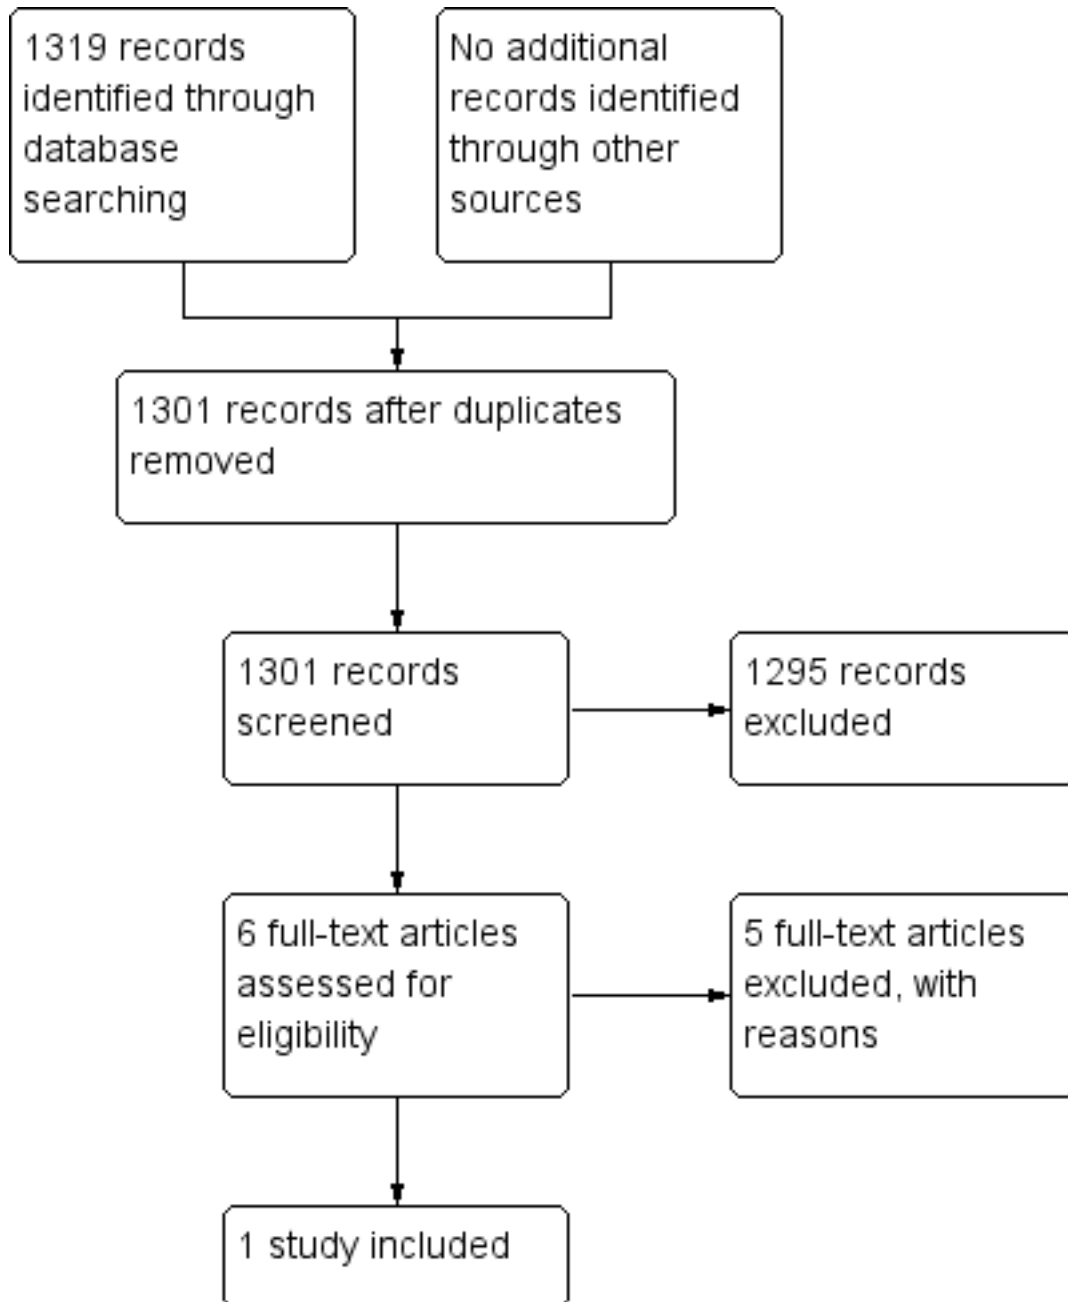 1319 records
identified through
database
searching
No additional
records identified
through other
sources
1301 records after duplicates
removed
1301 records
screened
1295 records
excluded
6 full-text articles
assessed for
eligibility
5 full-text articles
excluded, with
reasons
1 study included